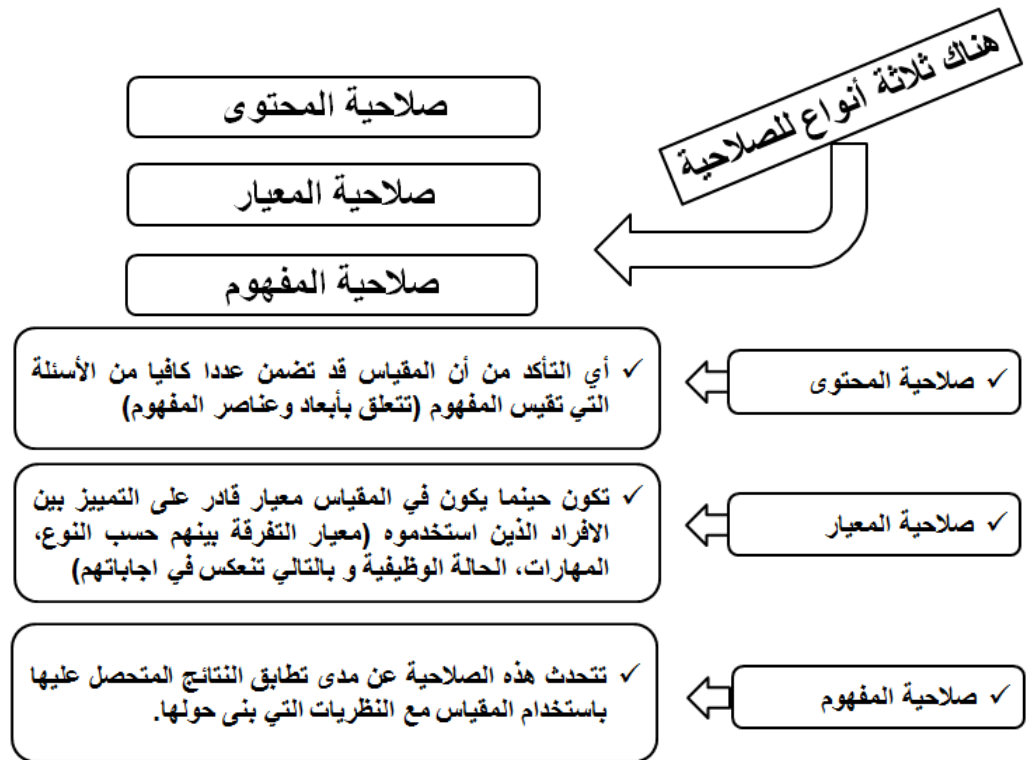 هناك ثلاثة أنواع للصلاحية
صلاحية المحتوى
صلاحية المعيار
صلاحية المفهوم
✓ صلاحية المحتوى
✓ أي التأكد من أن المقياس قد تضمن عددا كافيا من الأسئلة
التي تقيس المفهوم (تتعلق بأبعاد وعناصر المفهوم)
✓ صلاحية المعيار
✓ تكون حينما يكون في المقياس معيار قادر على التمييز بين
الافراد الذين استخدموه (معيار التفرقة بينهم حسب النوع،
المهارات، الحالة الوظيفية و بالتالي تنعكس في اجاباتهم)
✓ صلاحية المفهوم
✓ تتحدث هذه الصلاحية عن مدى تطابق النتائج المتحصل عليها
باستخدام المقياس مع النظريات التي بنى حولها.